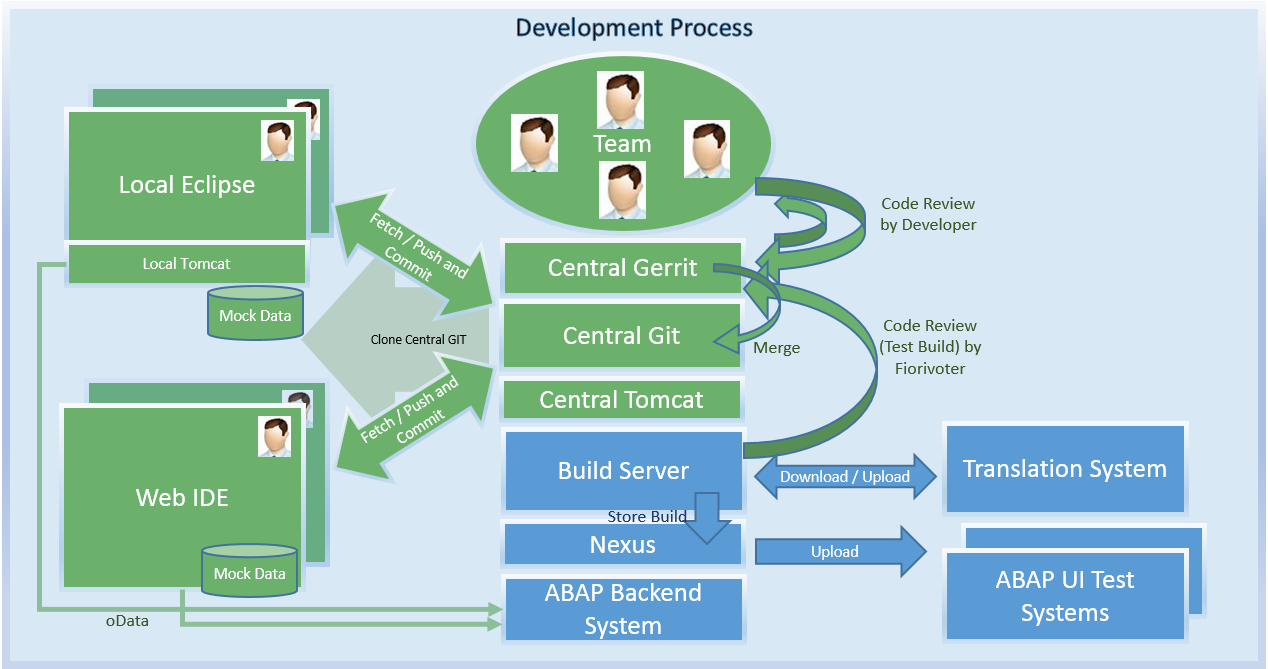 Development Process
Team
Local Eclipse
Local Tomcat
Mock Data
Fetch / Push and
Commit
Clone Central GIT
Fetch / Push and
Commit
Web IDE
Mock Data
oData
Central Gerrit
Central Git
Merge
Central Tomcat
Build Server
Store Build
Nexus
ABAP Backend
System
Code Review
by Developer
Code Review
(Test Build) by
Fiorivoter
Download / Upload
Translation System
Upload
ABAP UI Test
Systems